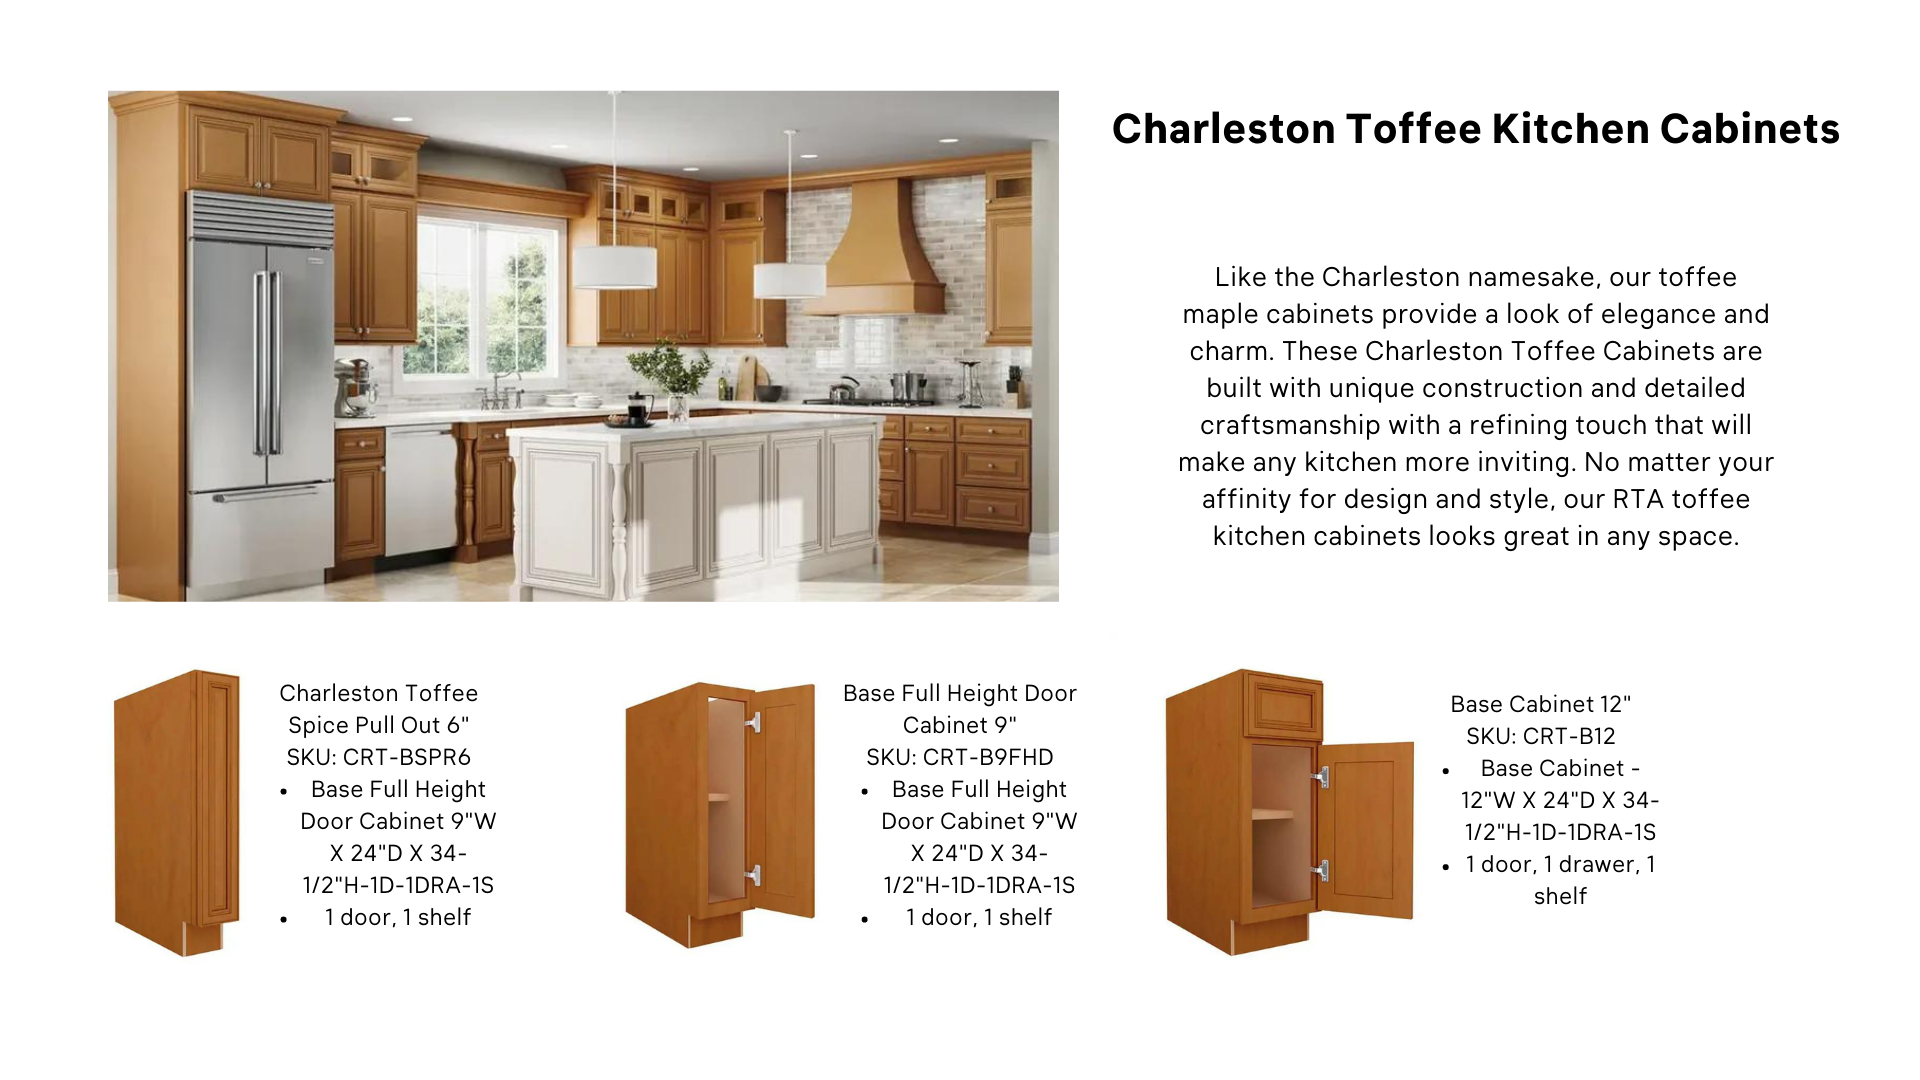 Charleston Toffee Kitchen Cabinets
Like the Charleston namesake, our toffee
maple cabinets provide a look of elegance and
charm. These Charleston Toffee Cabinets are
built with unique construction and detailed
craftsmanship with a refining touch that will
make any kitchen more inviting. No matter your
affinity for design and style, our RTA toffee
kitchen cabinets looks great in any space.
Charleston Toffee
Spice Pull Out 6"
SKU: CRT-BSPR6
• Base Full Height
Door Cabinet 9"W
X 24"D X 34-
1/2"H-1D-1DRA-1S
• 1 door, 1 shelf
Base Full Height Door
Cabinet 9"
SKU: CRT-B9FHD
• Base Full Height
Door Cabinet 9"W
X 24"D X 34-
1/2"H-1D-1DRA-1S
• 1 door, 1 shelf
Base Cabinet 12"
SKU: CRT-B12
• Base Cabinet -
12"W X 24"D X 34-
1/2"H-1D-1DRA-1S
• 1 door, 1 drawer, 1
shelf